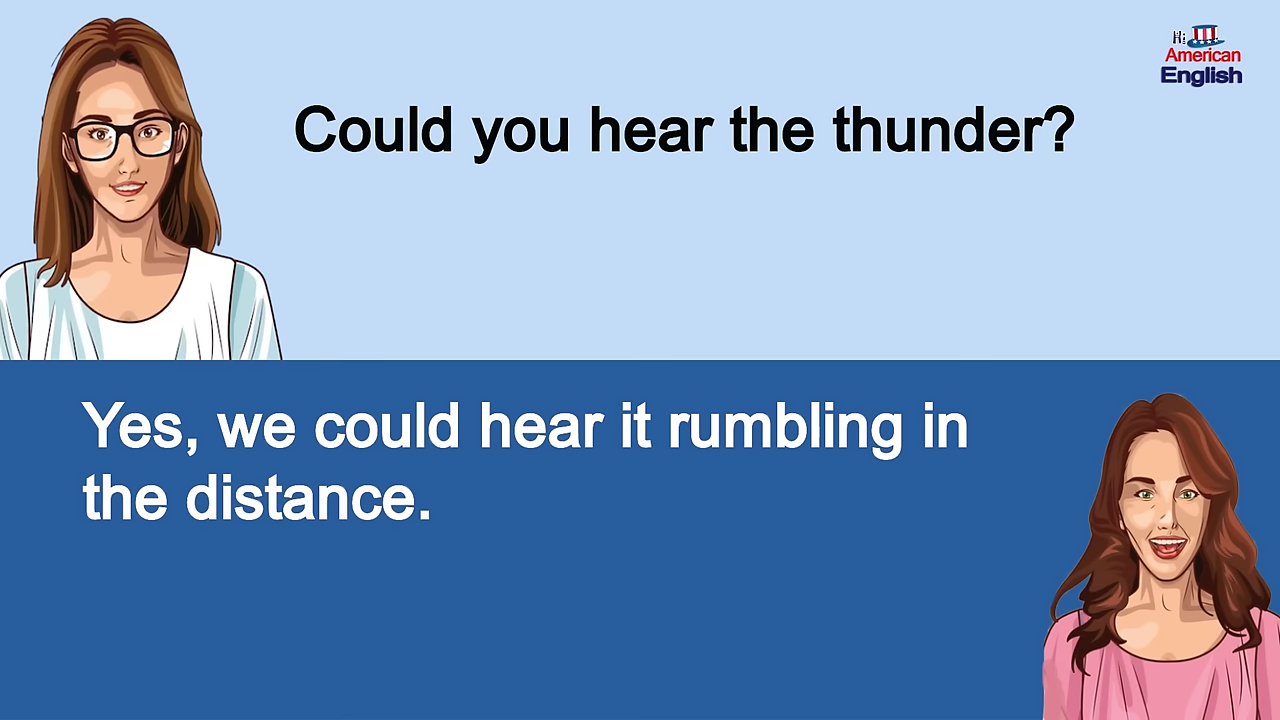 Hi
American
English
Could you hear the thunder?
Yes, we could hear it rumbling in
the distance.